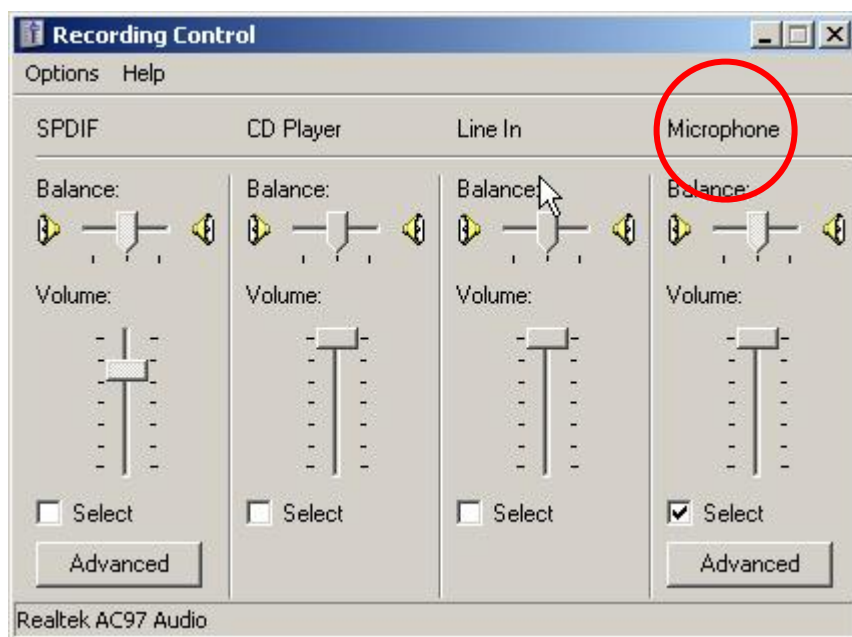 Recording Control
Options Help
SPDIF CD Player Line In Microphone
Balance: Balance: Balance: Balance:
Volume: Volume: Volume: Volume:
Select Select Select Select
Advanced Advanced
Realtek AC97 Audio